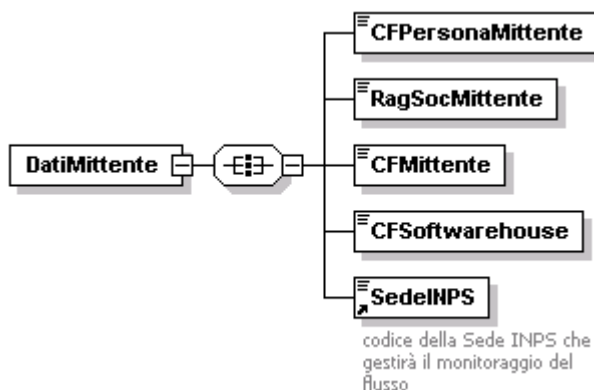 CFPersonaMittente
RagSocMittente
DatiMittente
CFMittente
CFSoftwarehouse
SedeINPS
codice della Sede INPS che
gestirà il monitoraggio del
flusso